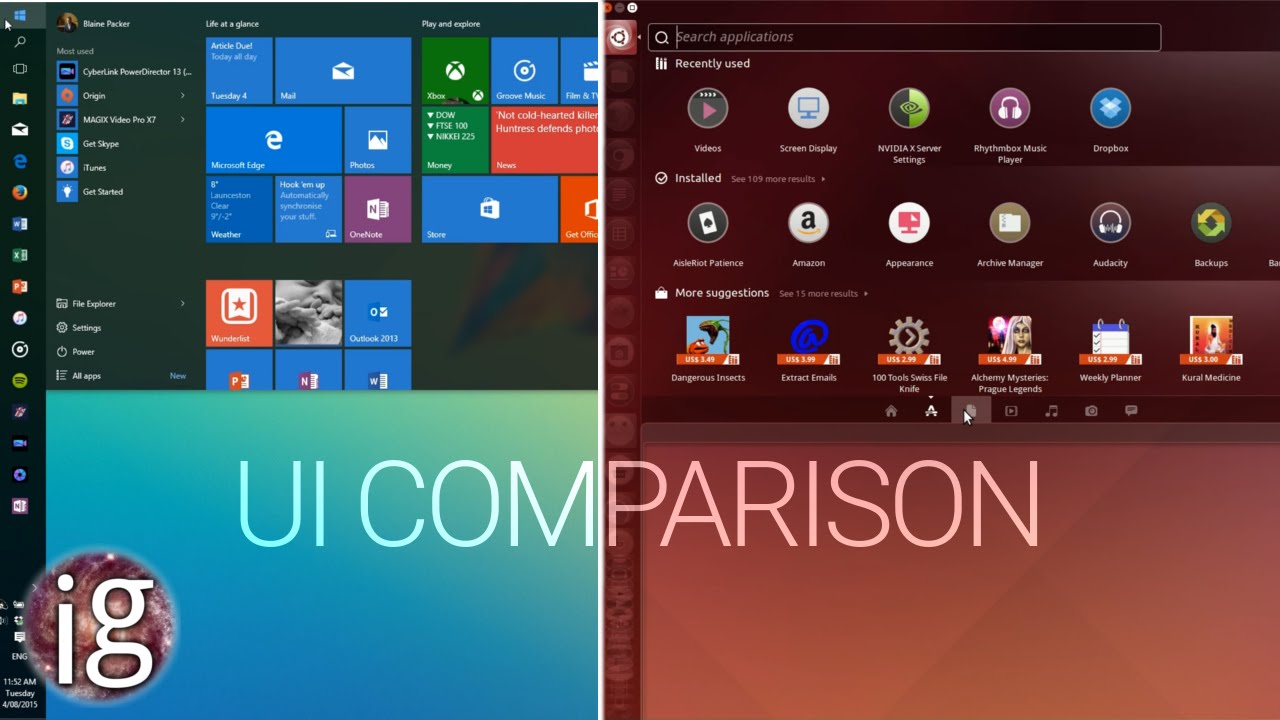 Blaine Packer
Most used
CyberLink PowerDirector 13 (...
Origin
MAGIX Video Pro X7
Get Skype
iTunes
Get Started
File Explorer
Settings
Power
All apps
New
Life at a glance
Article Duel
Today all day
Tuesday 4
Mail
Microsoft Edge
Photos
8°
Launceston
Clear
9°/-2°
Weather
Hook 'em up
Automatically
synchronise
your stuff.
OneNote
Wunderlist
Outlook 2013
Play and explore
Xbox
Groove Music
Film & TV
▼ DOW
▼ FTSE 100
▼ NIKKEI 225
Money
'Not cold-hearted killer
Huntress defends phot
News
Store
Get Offic
ENG
11:52 AM
Tuesday
4/08/2015
ig
Search applications
Recently used
Videos
Screen Display
NVIDIA X Server
Settings
Rhythmbox Music
Player
Dropbox
Installed
See 109 more results
AisleRiot Patience
Amazon
Appearance
Archive Manager
Audacity
Backups
Ba
More suggestions
See 15 more results
US$ 3.49
US$ 3.99
US$ 2.99
US$ 4.99
US$ 2.99
US$ 3.00
Dangerous Insects
Extract Emails
100 Tools Swiss File
Knife
Alchemy Mysteries:
Prague Legends
Weekly Planner
Kural Medicine
UI COMPARISON